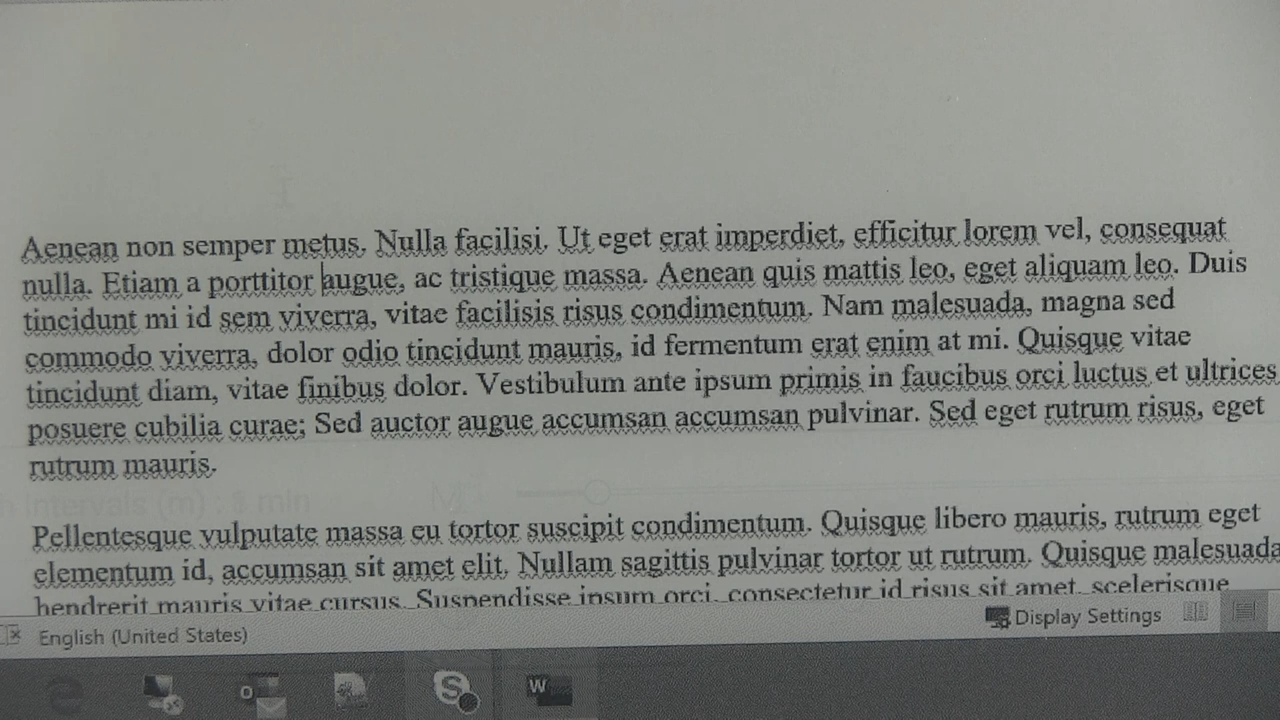 Aenean non semper metus. Nulla facilisi. Ut eget erat imperdiet, efficitur lorem vel, consequat
nulla. Etiam a porttitor augue, ac tristique massa. Aenean quis mattis leo, eget aliquam leo. Duis
tincidunt mi id sem viverra, vitae facilisis risus condimentum. Nam malesuada, magna sed
commodo viverra, dolor odio tincidunt mauris, id fermentum erat enim at mi. Quisque vitae
tincidunt diam, vitae finibus dolor. Vestibulum ante ipsum primis in faucibus orci luctus et ultrices
posuere cubilia curae; Sed auctor augue accumsan accumsan pulvinar. Sed eget rutrum risus, eget
rutrum mauris.
Intervals (m) : min
Pellentesque vulputate massa eu tortor suscipit condimentum. Quisque libero mauris, rutrum eget
elementum id, accumsan sit amet elit. Nullam sagittis pulvinar tortor ut rutrum. Quisque malesuada
hendrerit mauris vitae cursus. Suspendisse ipsum orci, consectetur id risus sit amet, scelerisque
English (United States)
Display Settings
O
S
W